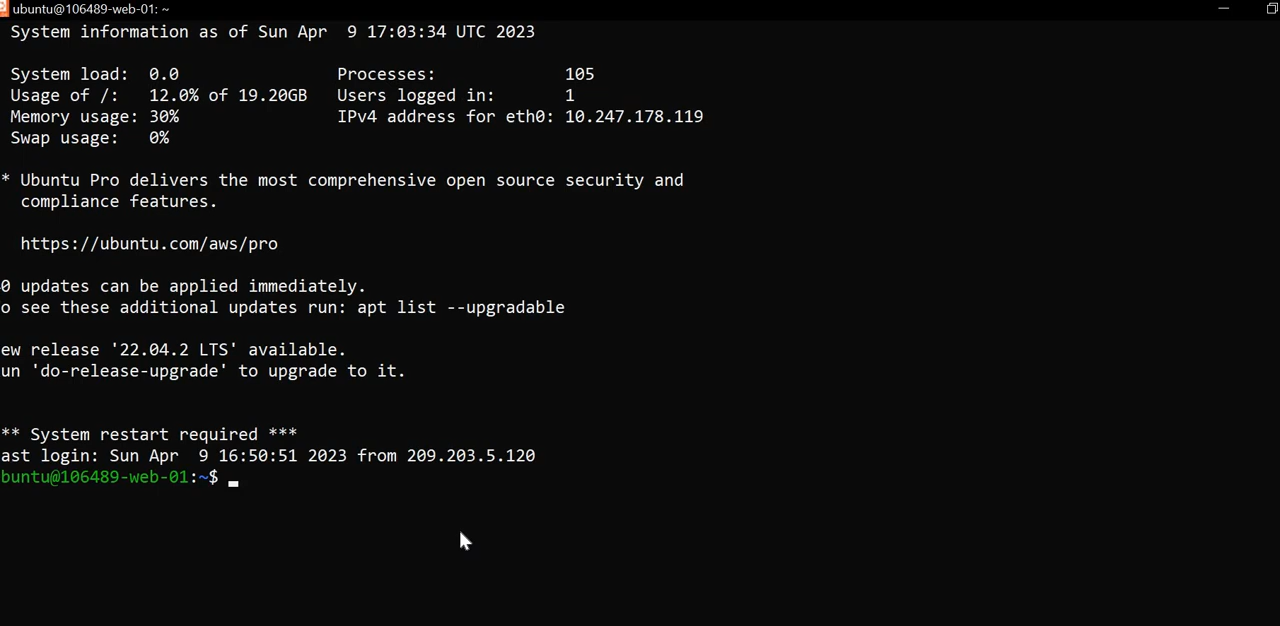 ubuntu@106489-web-01: ~
System information as of Sun Apr  9 17:03:34 UTC 2023
System load:  0.0                Processes:             105
Usage of /:   12.0% of 19.20GB   Users logged in:       1
Memory usage: 30%                IPv4 address for eth0: 10.247.178.119
Swap usage:   0%
* Ubuntu Pro delivers the most comprehensive open source security and
compliance features.
https://ubuntu.com/aws/pro
0 updates can be applied immediately.
o see these additional updates run: apt list --upgradable
ew release '22.04.2 LTS' available.
un 'do-release-upgrade' to upgrade to it.
** System restart required ***
ast login: Sun Apr  9 16:50:51 2023 from 209.203.5.120
buntu@106489-web-01:~$